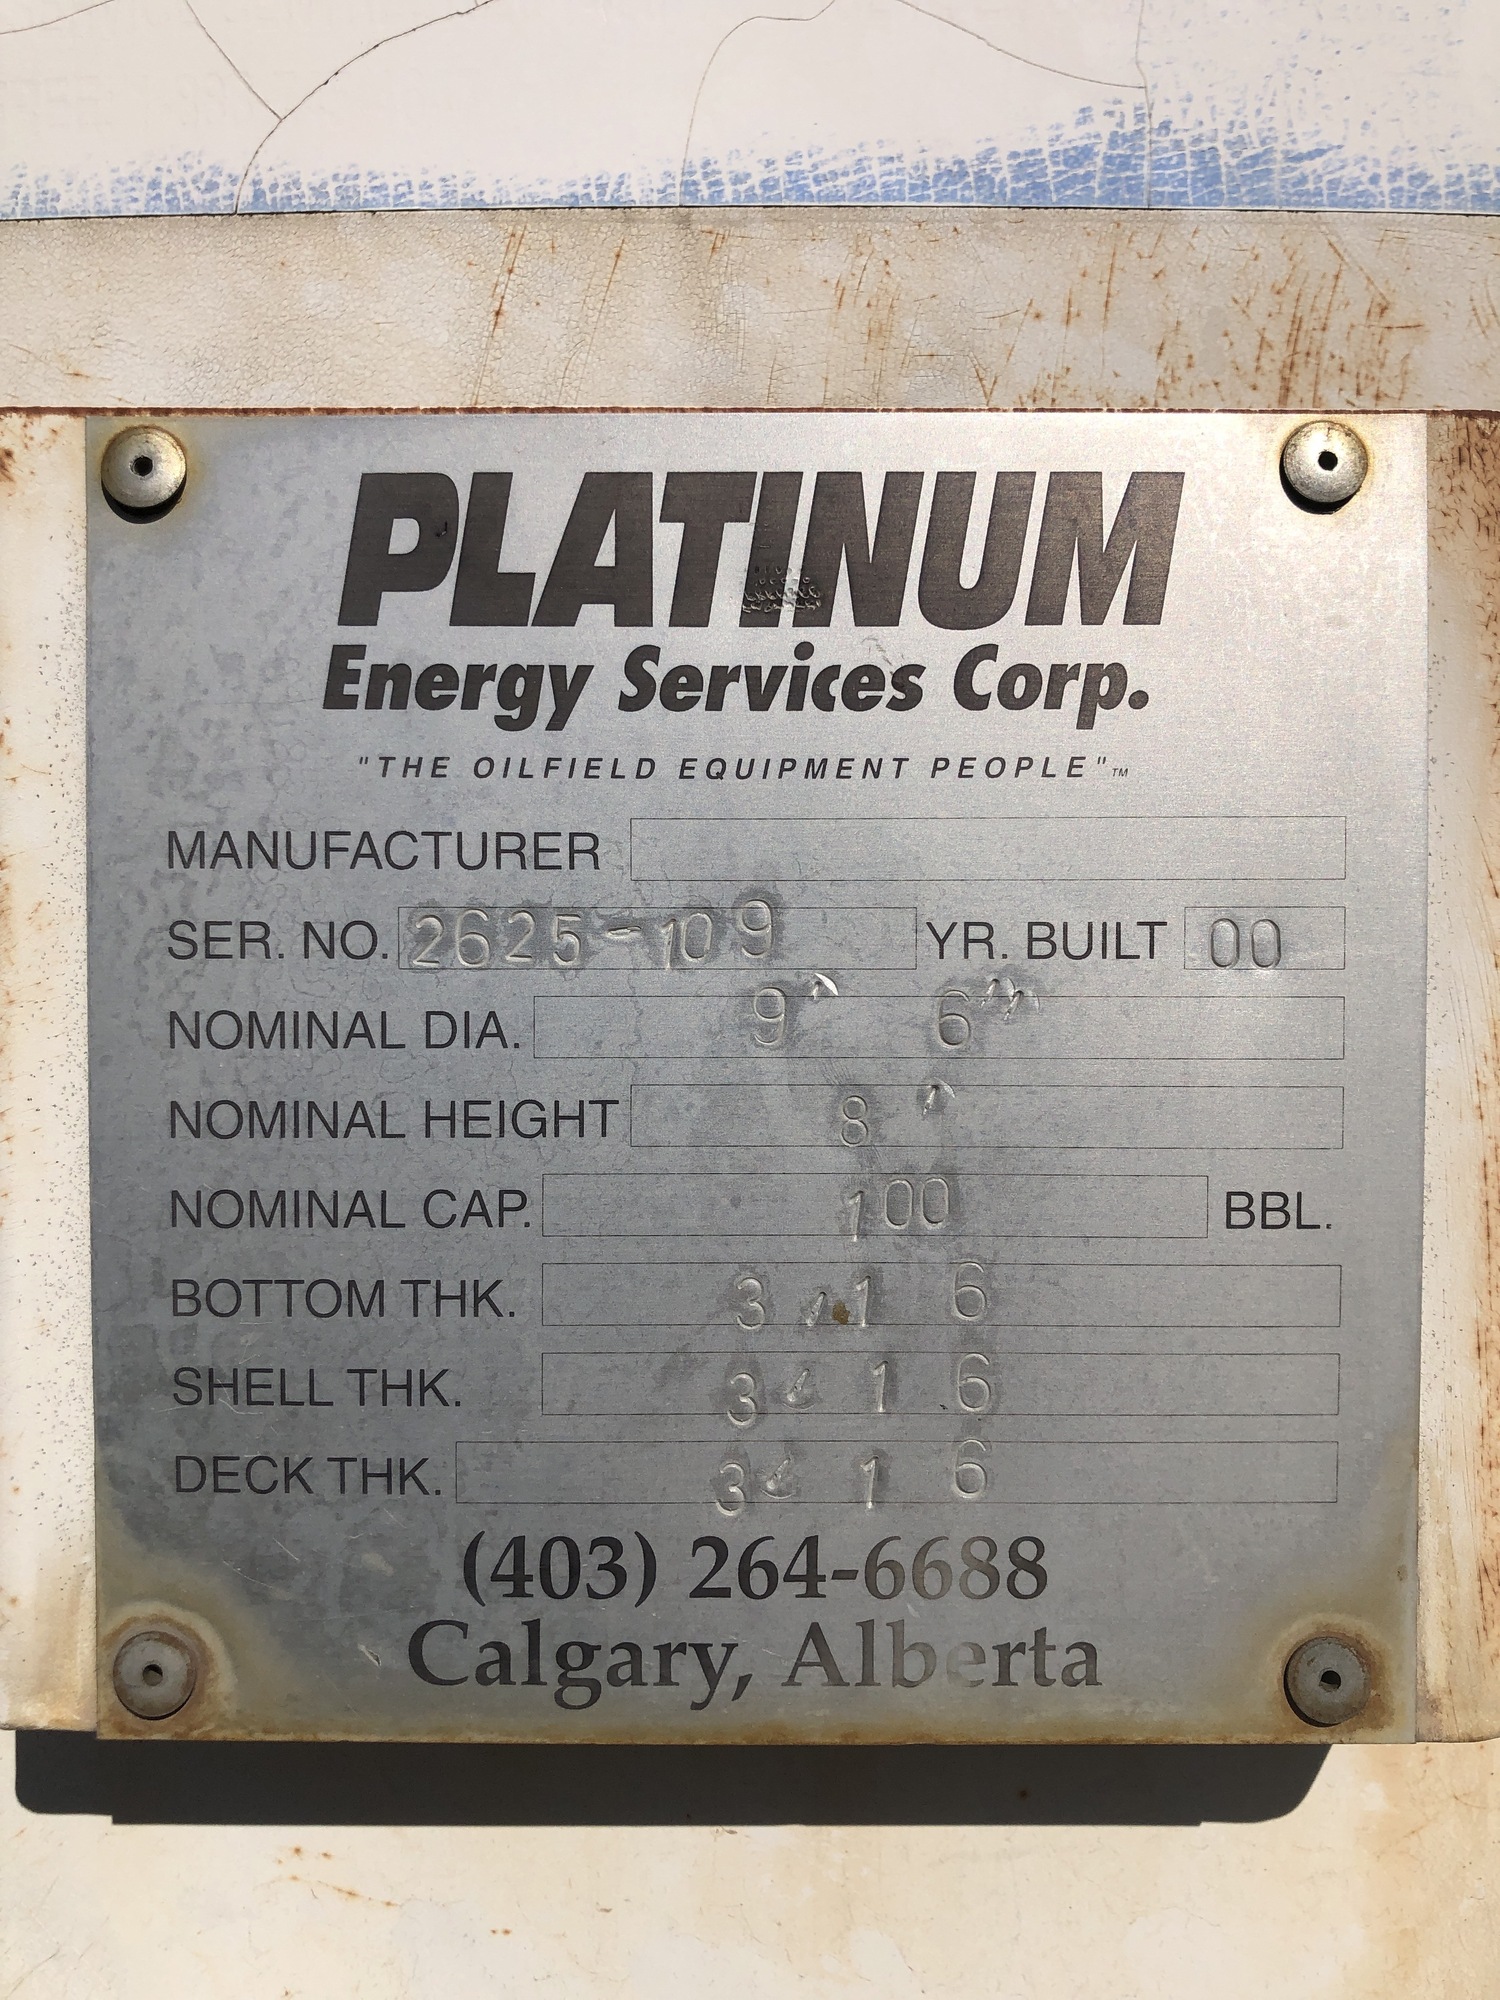 PLATINUM
Energy Services Corp.
"THE OILFIELD EQUIPMENT PEOPLE"™
MANUFACTURER
SER. NO. 2625-109 YR. BUILT 00
NOMINAL DIA. 9' 6"
NOMINAL HEIGHT 8'
NOMINAL CAP. 100 BBL.
BOTTOM THK. 3/16
SHELL THK. 3/16
DECK THK. 3/16
(403) 264-6688
Calgary, Alberta